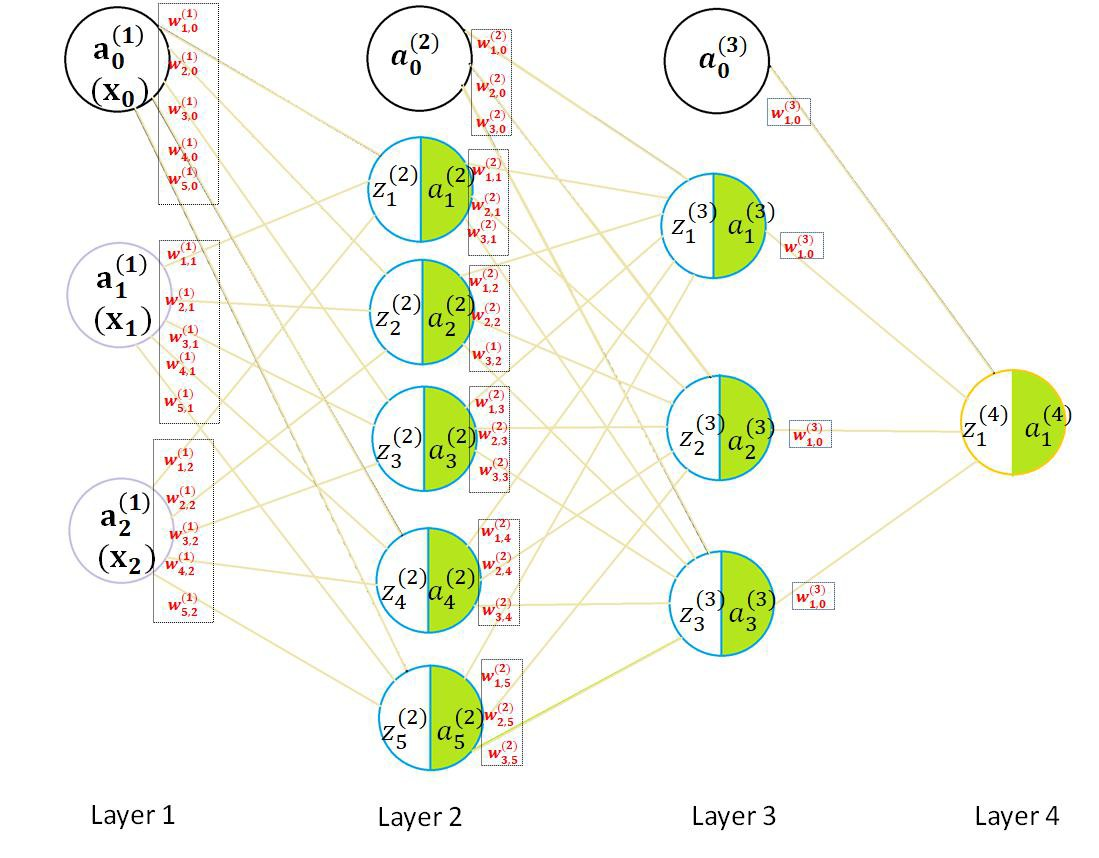 a₀⁽¹⁾
(x₀)
w₁,₀⁽¹⁾
w₂,₀⁽¹⁾
w₃,₀⁽¹⁾
w₄,₀⁽¹⁾
w₅,₀⁽¹⁾
a₁⁽¹⁾
(x₁)
w₁,₁⁽¹⁾
w₂,₁⁽¹⁾
w₃,₁⁽¹⁾
w₄,₁⁽¹⁾
w₅,₁⁽¹⁾
a₂⁽¹⁾
(x₂)
w₁,₂⁽¹⁾
w₂,₂⁽¹⁾
w₃,₂⁽¹⁾
w₄,₂⁽¹⁾
w₅,₂⁽¹⁾
a₀⁽²⁾
w₁,₀⁽²⁾
w₂,₀⁽²⁾
w₃,₀⁽²⁾
z₁⁽²⁾ a₁⁽²⁾
w₁,₁⁽²⁾
w₂,₁⁽²⁾
w₃,₁⁽²⁾
z₂⁽²⁾ a₂⁽²⁾
w₁,₂⁽²⁾
w₂,₂⁽²⁾
w₃,₂⁽¹⁾
z₃⁽²⁾ a₃⁽²⁾
w₁,₃⁽²⁾
w₂,₃⁽²⁾
w₃,₃⁽²⁾
z₄⁽²⁾ a₄⁽²⁾
w₁,₄⁽²⁾
w₂,₄⁽²⁾
w₃,₄⁽²⁾
z₅⁽²⁾ a₅⁽²⁾
w₁,₅⁽²⁾
w₂,₅⁽²⁾
w₃,₅⁽²⁾
a₀⁽³⁾
w₁,₀⁽³⁾
z₁⁽³⁾ a₁⁽³⁾
w₁,₀⁽³⁾
z₂⁽³⁾ a₂⁽³⁾
w₁,₀⁽³⁾
z₃⁽³⁾ a₃⁽³⁾
w₁,₀⁽³⁾
z₁⁽⁴⁾ a₁⁽⁴⁾
Layer 1
Layer 2
Layer 3
Layer 4